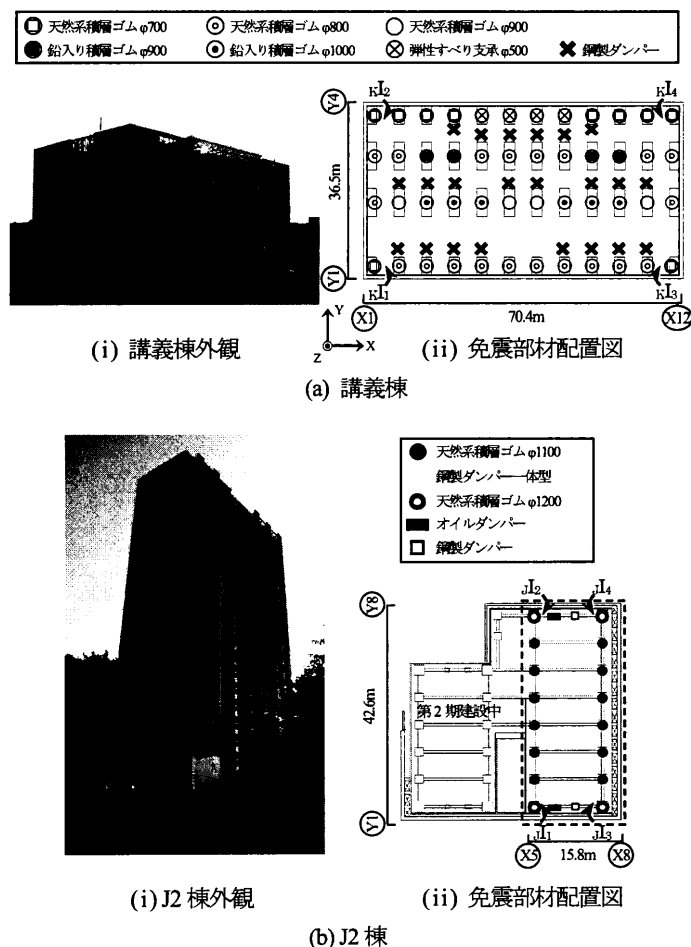 天然系積層ゴムφ700 天然系積層ゴムφ800 天然系積層ゴムφ900
鉛入り積層ゴムφ900 鉛入り積層ゴムφ1000 弾性すべり支承φ500 鋼製ダンパー
Y4
KI2
KI4
36.5m
Y1
KI1
KI3
X1
70.4m
X12
Y
Z
X
(i) 講義棟外観
(ii) 免震部材配置図
(a) 講義棟
天然系積層ゴムφ1100
鋼製ダンパー一体型
天然系積層ゴムφ1200
オイルダンパー
鋼製ダンパー
Y8
JI2
JI4
42.6m
第2期建設中
Y1
JI1
JI3
X5
15.8m
X8
(i) J2 棟外観
(ii) 免震部材配置図
(b) J2 棟